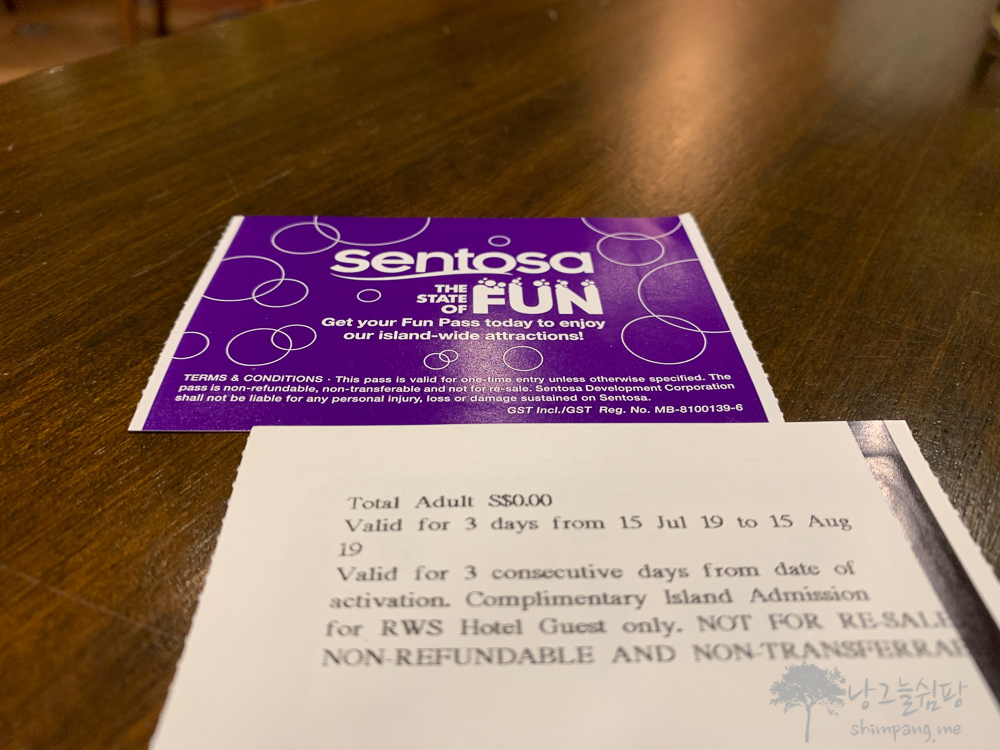 sentosa
THE
STATE
OF
FUN
Get your Fun Pass today to enjoy
our island-wide attractions!
TERMS & CONDITIONS · This pass is valid for one-time entry unless otherwise specified. The
pass is non-refundable, non-transferable and not for re-sale. Sentosa Development Corporation
shall not be liable for any personal injury, loss or damage sustained on Sentosa.
GST Incl./GST Reg. No. MB-8100139-6
Total Adult S$0.00
Valid for 3 days from 15 Jul 19 to 15 Aug
19
Valid for 3 consecutive days from date of
activation. Complimentary Island Admission
for RWS Hotel Guest only. NOT FOR RE-SALE
NON-REFUNDABLE AND NON-TRANSFERRAB
낭그늘쉼팡
shimpang.me